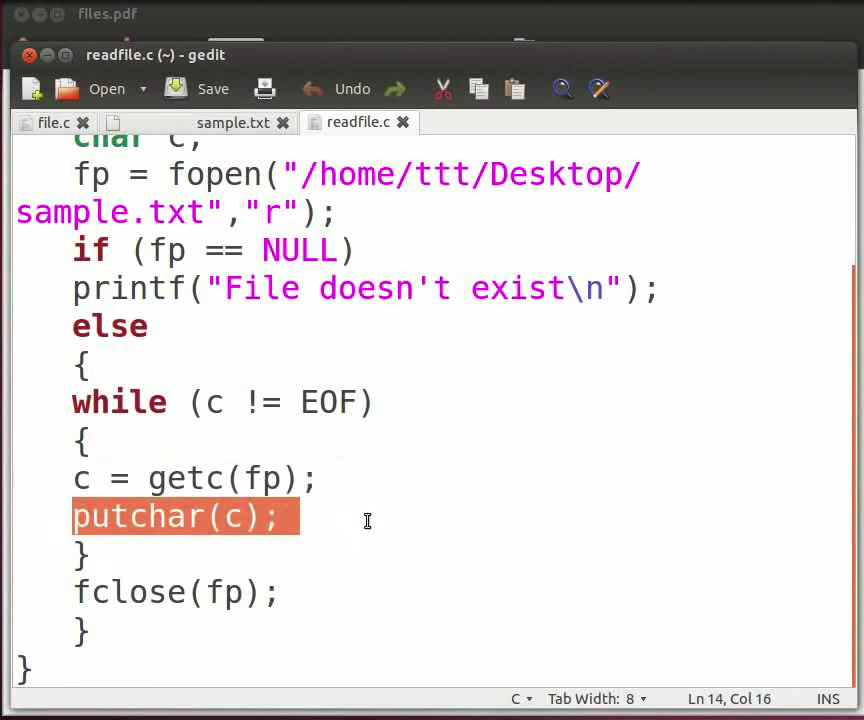 files.pdf
readfile.c (~) - gedit
Open Save Undo
file.c sample.txt readfile.c
char c;
fp = fopen("/home/ttt/Desktop/
sample.txt","r");
if (fp == NULL)
printf("File doesn't exist\n");
else
{
while (c != EOF)
{
c = getc(fp);
putchar(c);
}
fclose(fp);
}
}
C Tab Width: 8 Ln 14, Col 16 INS